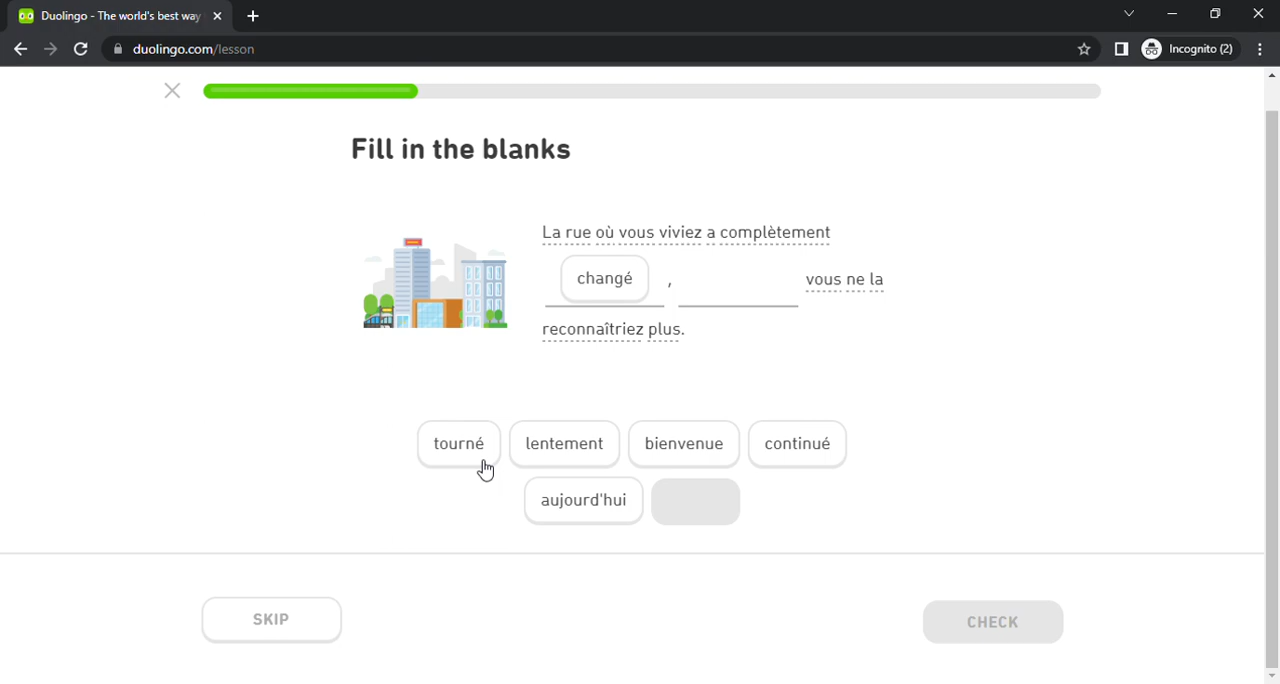 Duolingo - The world's best way
duolingo.com/lesson
Incognito (2)
Fill in the blanks
La rue où vous viviez a complètement
changé , vous ne la
reconnaîtriez plus.
tourné lentement bienvenue continué
aujourd'hui
SKIP
CHECK